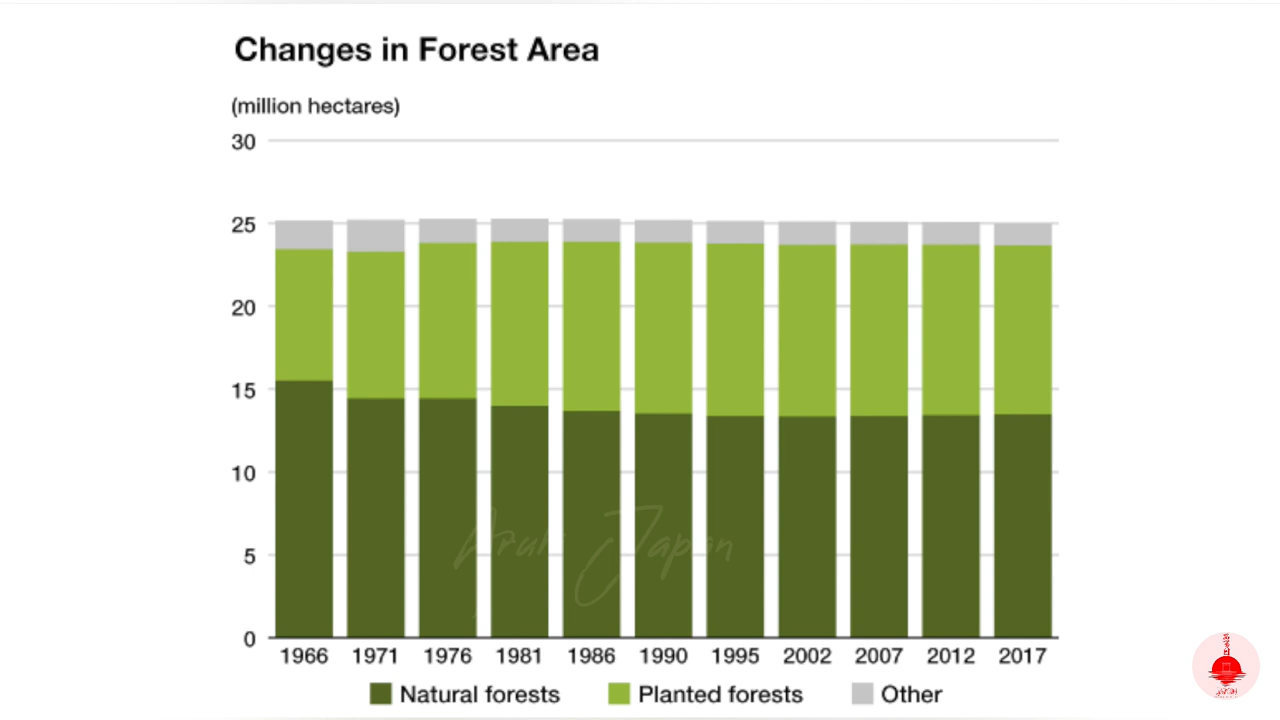 Changes in Forest Area
(million hectares)
30
25
20
15
10
5
0
1966 1971 1976 1981 1986 1990 1995 2002 2007 2012 2017
Natural forests Planted forests Other
Japan